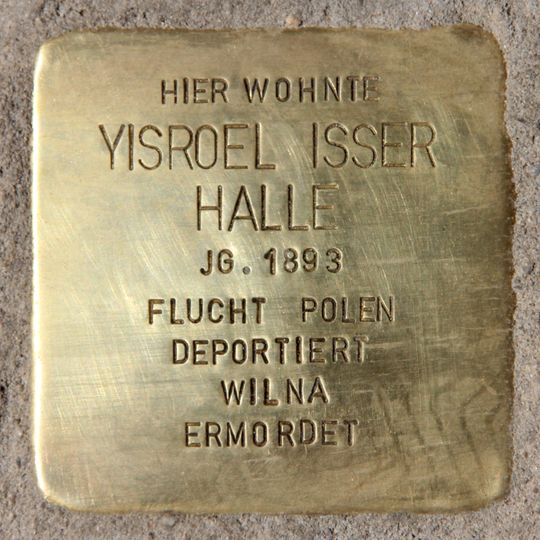 HIER WOHNTE
YISROEL ISSER
HALLE
JG. 1893
FLUCHT POLEN
DEPORTIERT
WILNA
ERMORDET